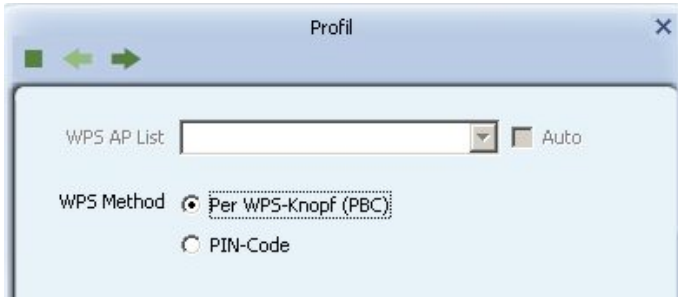 Profil
WPS AP List
Auto
WPS Method
Per WPS-Knopf (PBC)
PIN-Code